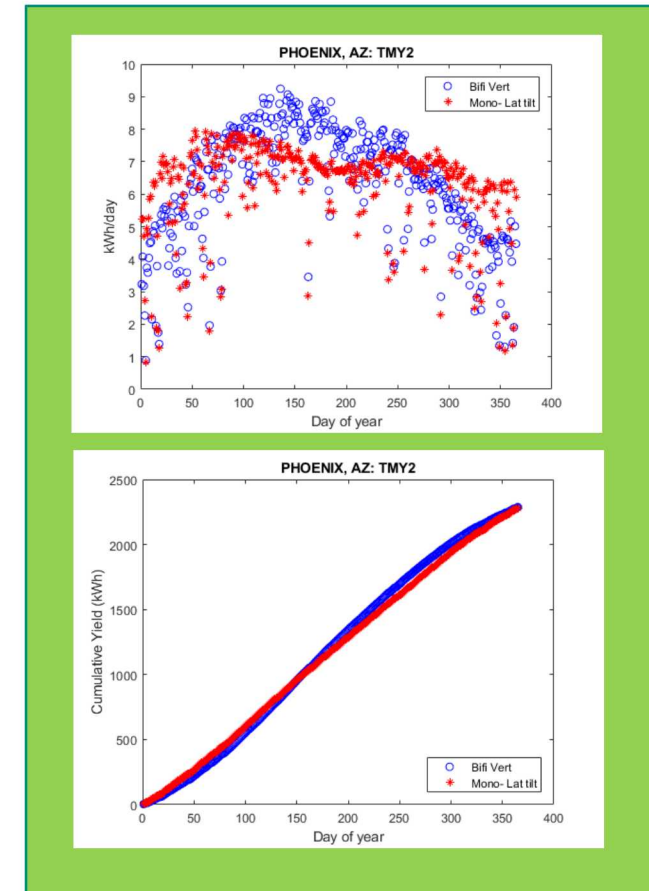 PHOENIX, AZ: TMY2
10
9
8
7
6
5
4
3
2
1
0
kWh/day
Bifi Vert
Mono- Lat tilt
0 50 100 150 200 250 300 350 400
Day of year
PHOENIX, AZ: TMY2
2500
2000
1500
1000
500
0
Cumulative Yield (kWh)
Bifi Vert
Mono- Lat tilt
0 50 100 150 200 250 300 350 400
Day of year